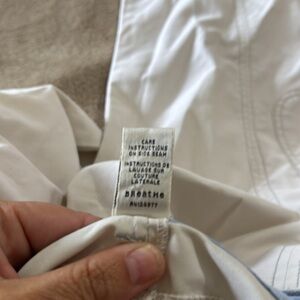 CARE
INSTRUCTIONS
ON SIDE SEAM
INSTRUCTIONS DE
LAVAGE SUR
COUTURE
LATERALE
BREATHE